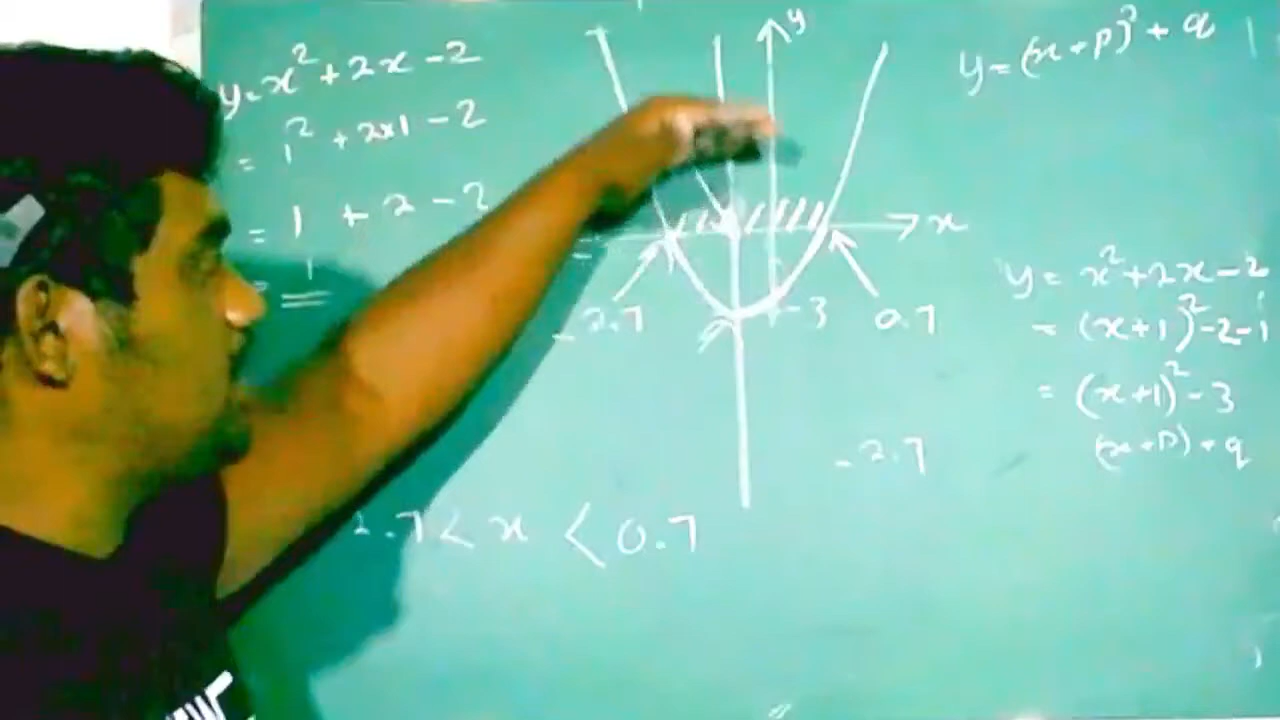 y = x² + 2x - 2
= 1² + 2x1 - 2
= 1 + 2 - 2
= 1
y
x
-2.7
-3
0.7
-2.7
2.7 < x < 0.7
y = (x + p)² + q
y = x² + 2x - 2
= (x+1)² - 2 - 1
= (x+1)² - 3
(x+p) + q